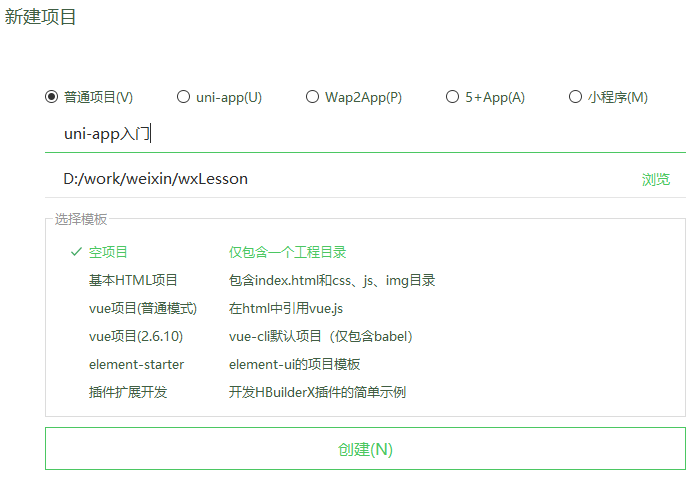 新建项目
普通项目(V) uni-app(U) Wap2App(P) 5+App(A) 小程序(M)
uni-app入门
D:/work/weixin/wxLesson 浏览
选择模板
空项目 仅包含一个工程目录
基本HTML项目 包含index.html和css、js、img目录
vue项目(普通模式) 在html中引用vue.js
vue项目(2.6.10) vue-cli默认项目（仅包含babel）
element-starter element-ui的项目模板
插件扩展开发 开发HBuilderX插件的简单示例
创建(N)